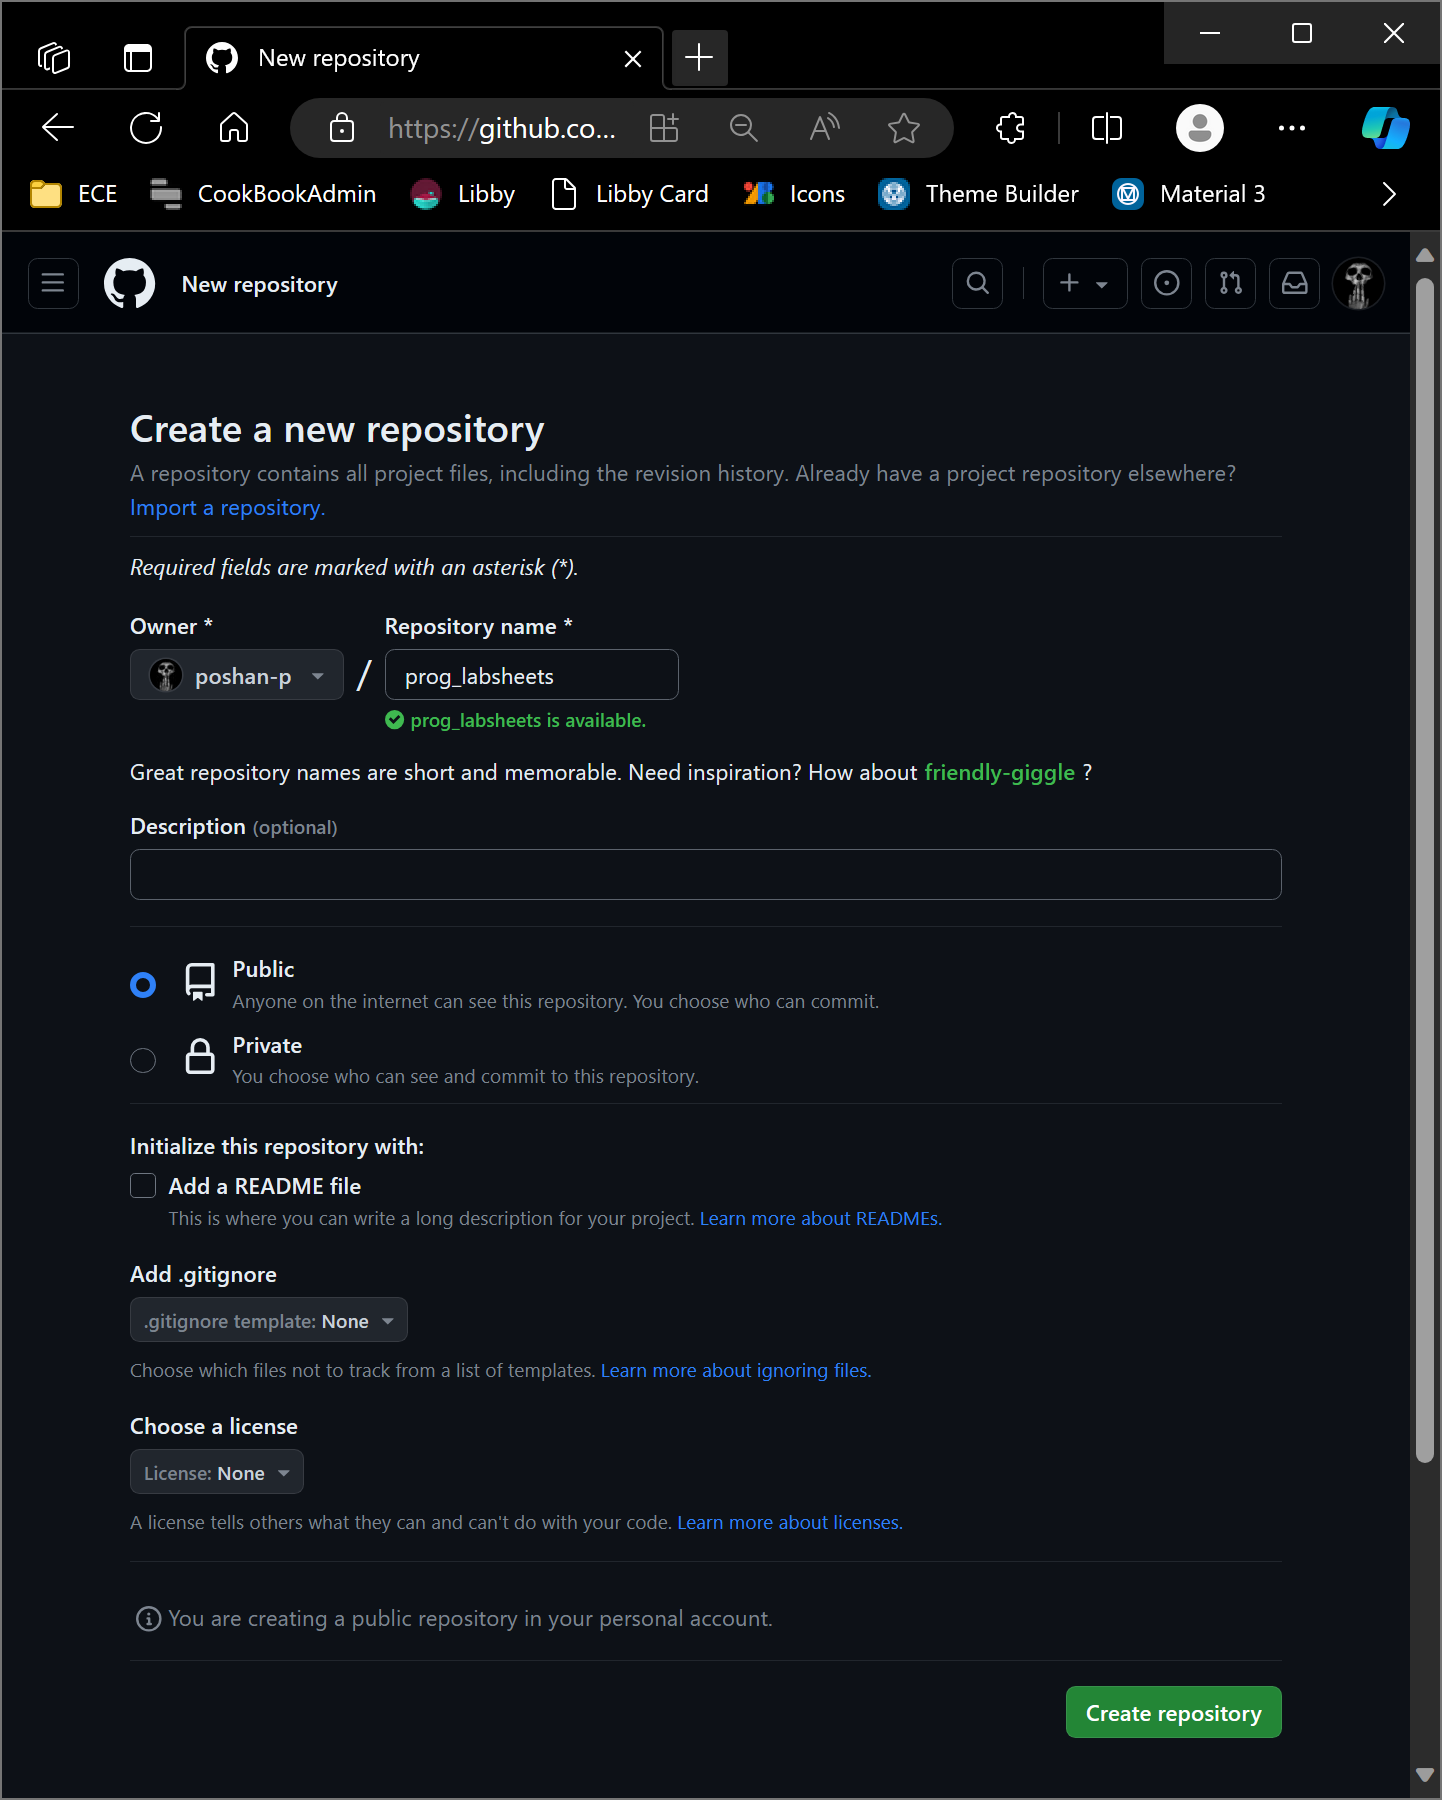 New repository
https://github.co...
ECE CookBookAdmin Libby Libby Card Icons Theme Builder Material 3
New repository
Create a new repository
A repository contains all project files, including the revision history. Already have a project repository elsewhere?
Import a repository.
Required fields are marked with an asterisk (*).
Owner * Repository name *
poshan-p / prog_labsheets
prog_labsheets is available.
Great repository names are short and memorable. Need inspiration? How about friendly-giggle ?
Description (optional)
Public
Anyone on the internet can see this repository. You choose who can commit.
Private
You choose who can see and commit to this repository.
Initialize this repository with:
Add a README file
This is where you can write a long description for your project. Learn more about READMEs.
Add .gitignore
.gitignore template: None
Choose which files not to track from a list of templates. Learn more about ignoring files.
Choose a license
License: None
A license tells others what they can and can't do with your code. Learn more about licenses.
You are creating a public repository in your personal account.
Create repository